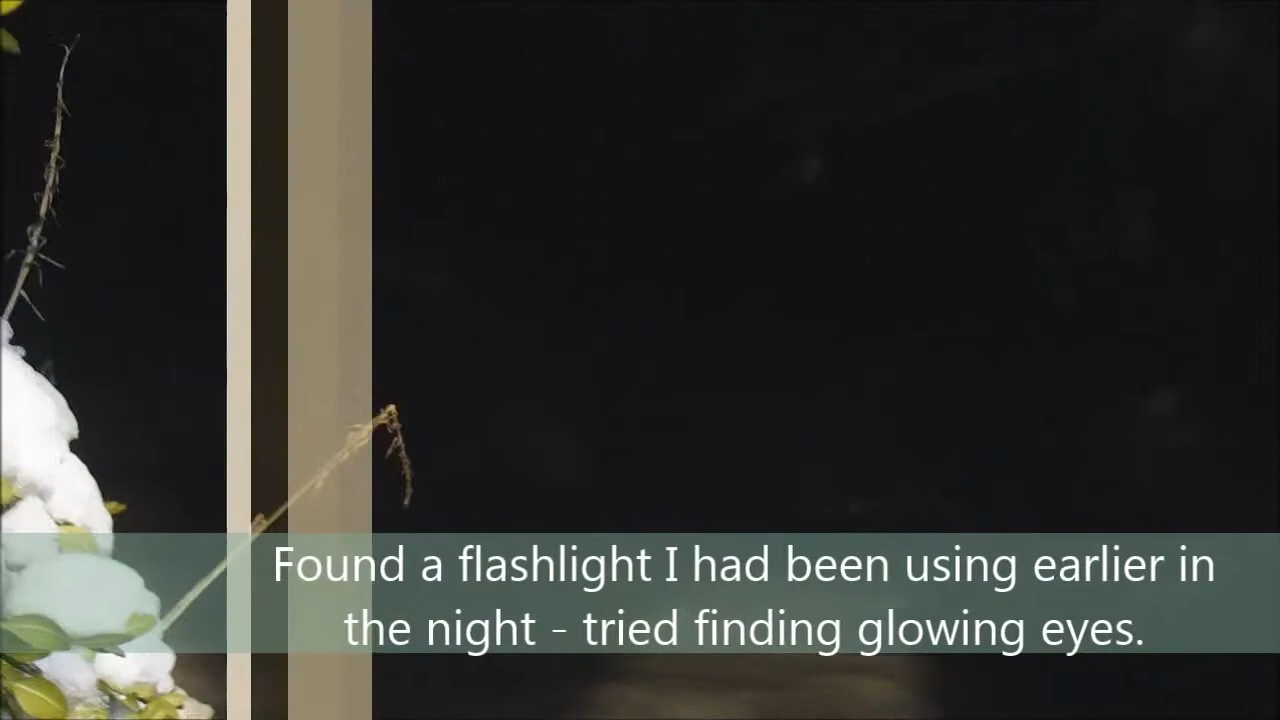 Found a flashlight I had been using earlier in
the night - tried finding glowing eyes.